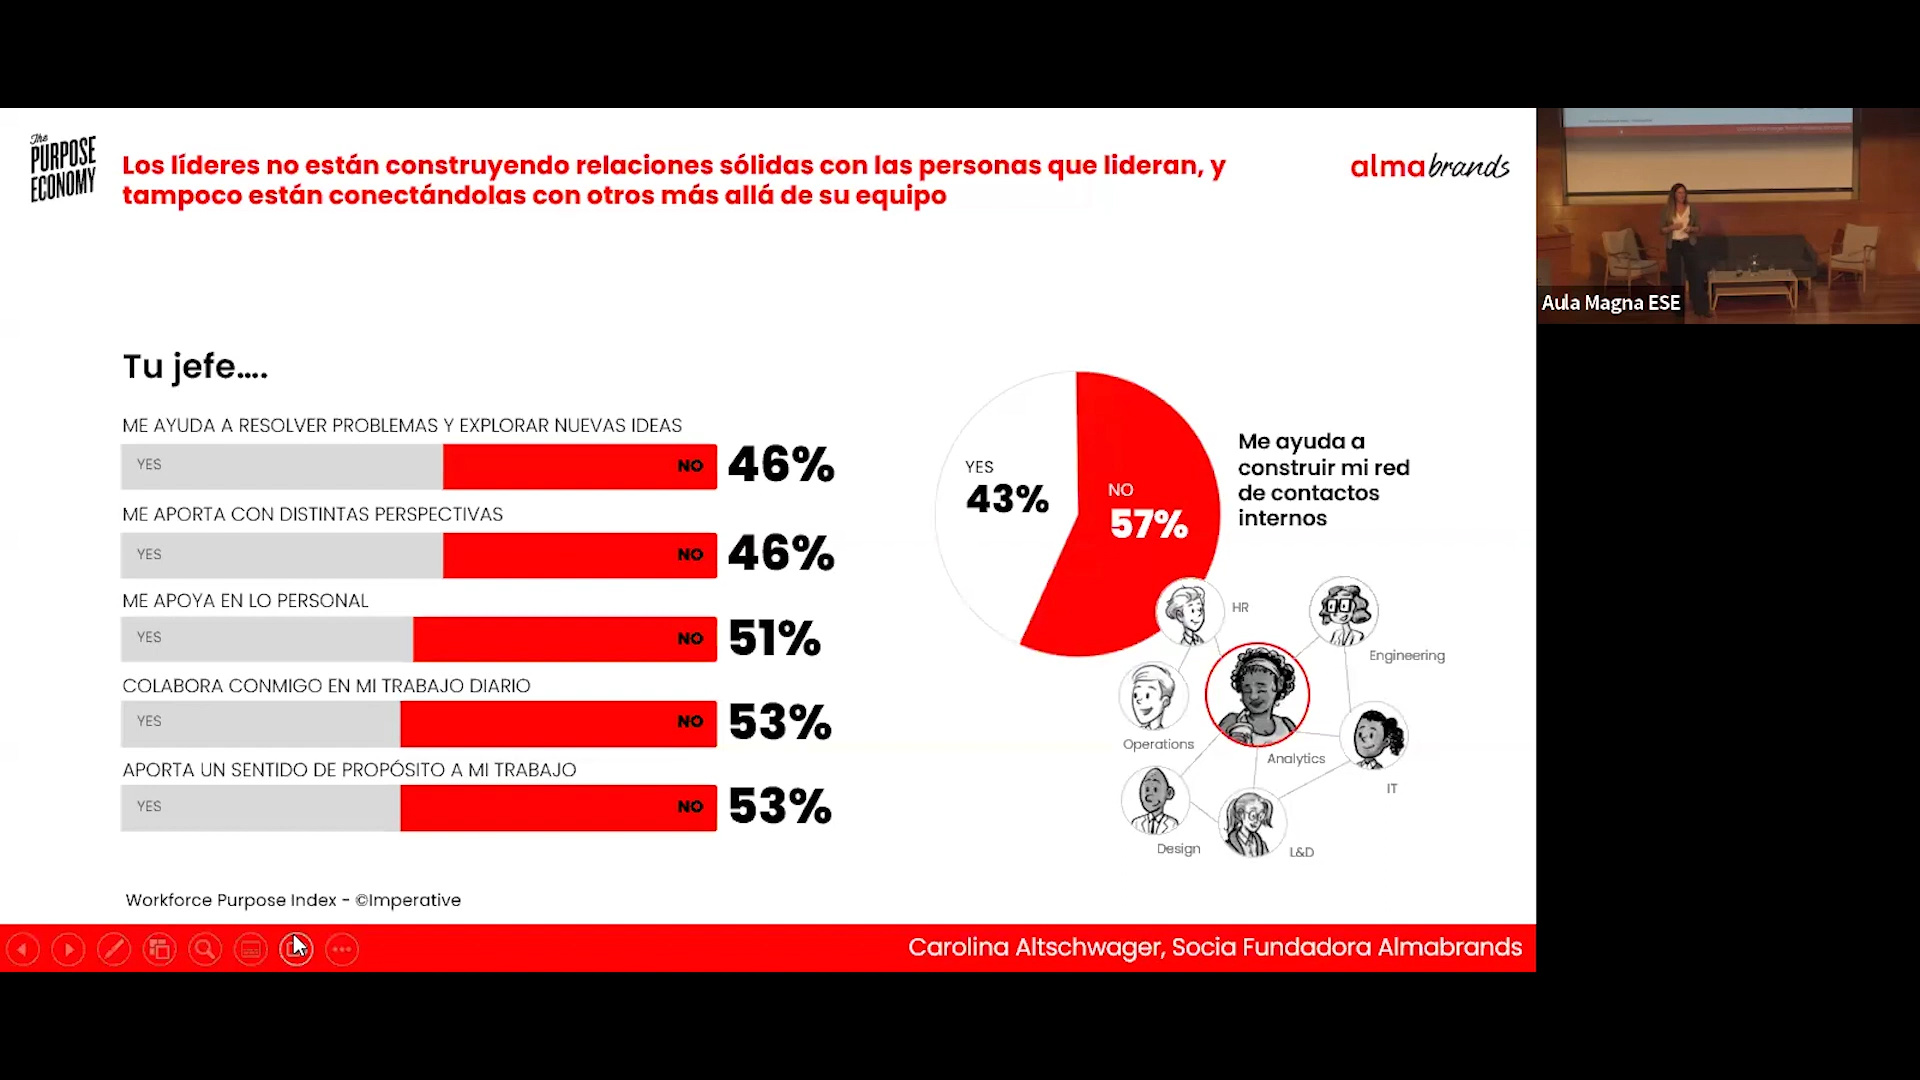 The
PURPOSE
ECONOMY
Los líderes no están construyendo relaciones sólidas con las personas que lideran, y
tampoco están conectándolas con otros más allá de su equipo
almabrands
Tu jefe....
ME AYUDA A RESOLVER PROBLEMAS Y EXPLORAR NUEVAS IDEAS
YES NO 46%
ME APORTA CON DISTINTAS PERSPECTIVAS
YES NO 46%
ME APOYA EN LO PERSONAL
YES NO 51%
COLABORA CONMIGO EN MI TRABAJO DIARIO
YES NO 53%
APORTA UN SENTIDO DE PROPÓSITO A MI TRABAJO
YES NO 53%
YES
43%
NO
57%
Me ayuda a
construir mi red
de contactos
internos
HR
Engineering
Operations
Analytics
IT
Design
L&D
Workforce Purpose Index - ©Imperative
Carolina Altschwager, Socia Fundadora Almabrands
Aula Magna ESE